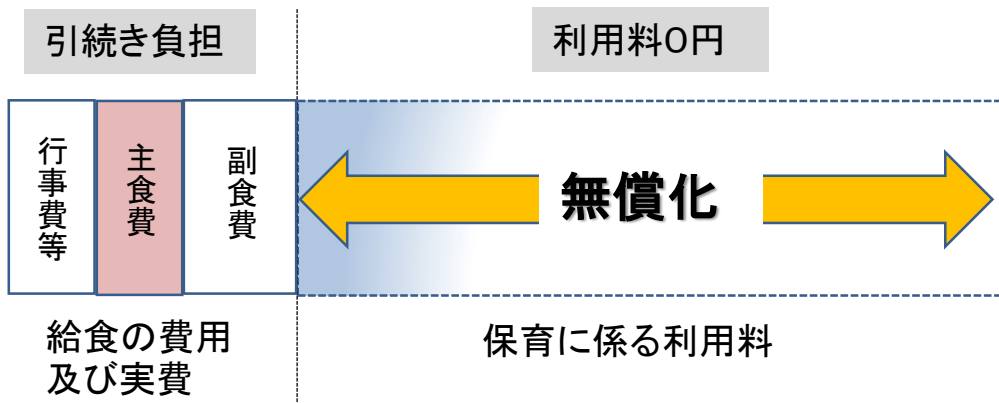 引続き負担
利用料0円
行事費等
主食費
副食費
無償化
給食の費用
及び実費
保育に係る利用料